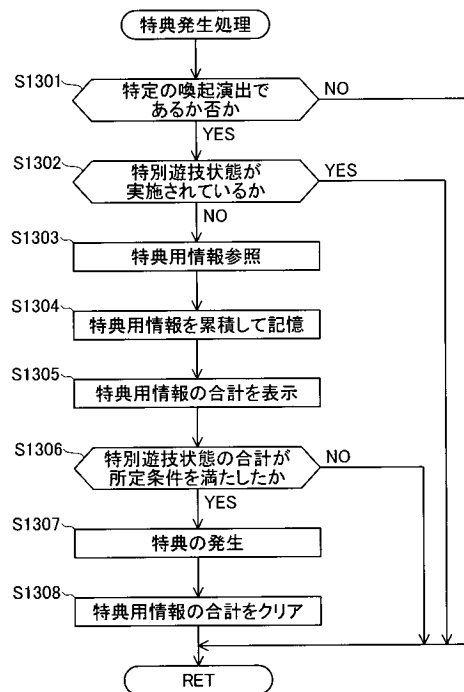 特典発生処理
S1301
特定の喚起演出で
あるか否か
NO
YES
S1302
特別遊技状態が
実施されているか
YES
NO
S1303
特典用情報参照
S1304
特典用情報を累積して記憶
S1305
特典用情報の合計を表示
S1306
特別遊技状態の合計が
所定条件を満たしたか
NO
YES
S1307
特典の発生
S1308
特典用情報の合計をクリア
RET